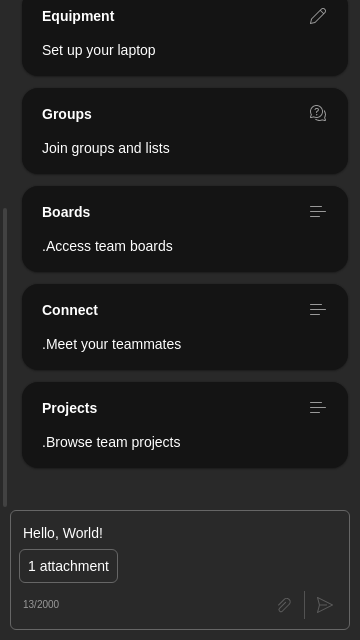 Equipment
Set up your laptop
Groups
Join groups and lists
Boards
.Access team boards
Connect
.Meet your teammates
Projects
.Browse team projects
Hello, World!
1 attachment
13/2000